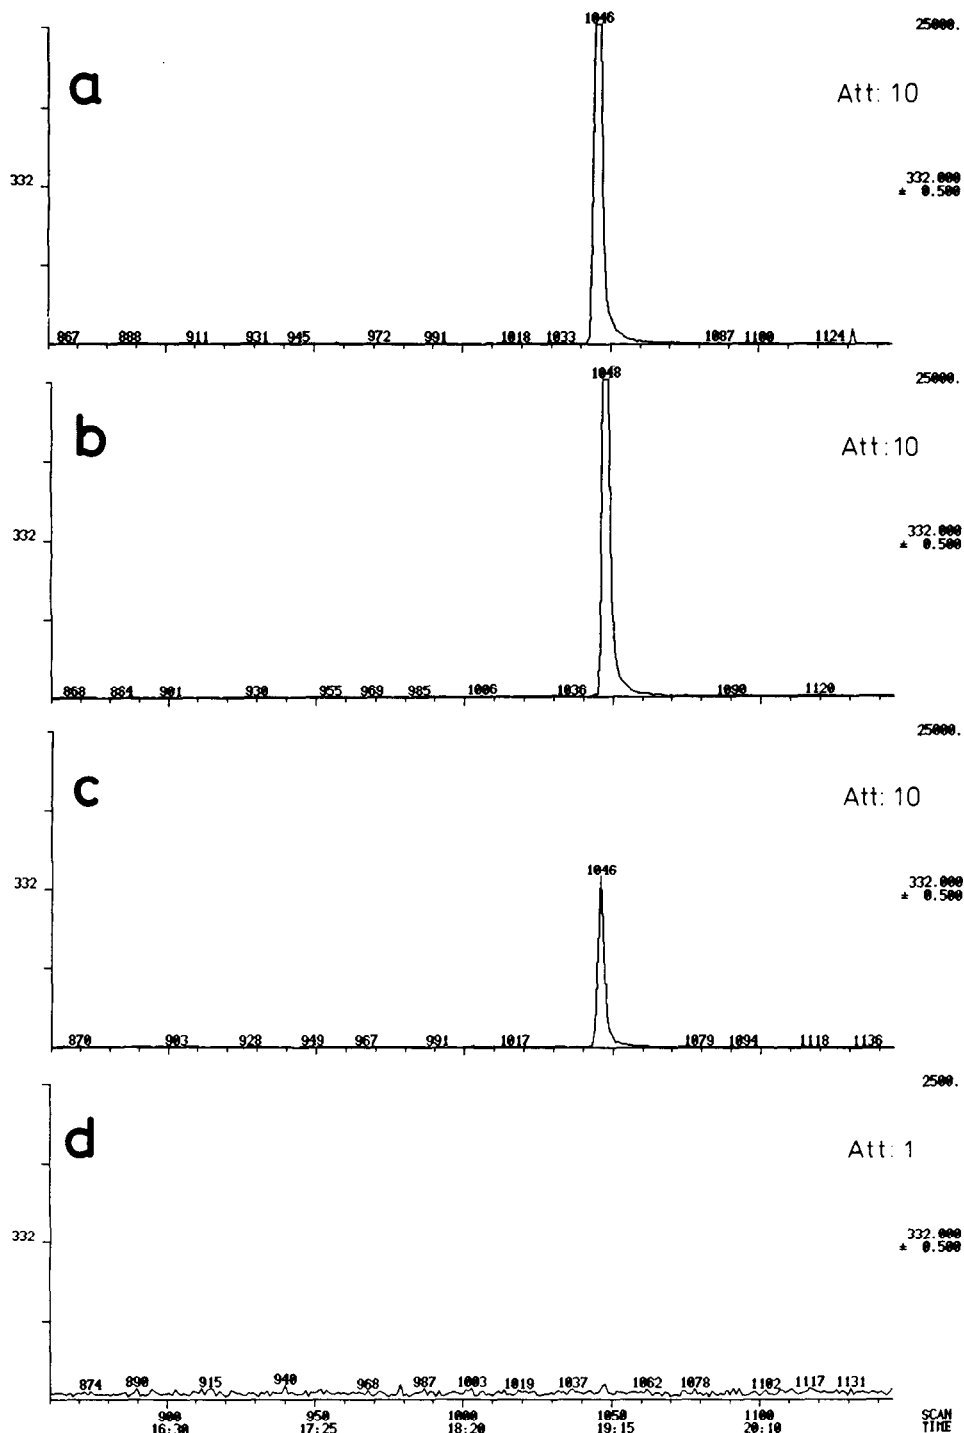 1046
25000.
a
Att: 10
332
332.000
± 0.500
867 888 911 931 945 972 991 1018 1033 1087 1100 1124
1048
25000.
b
Att: 10
332
332.000
± 0.500
868 884 901 930 955 969 985 1006 1036 1090 1120
25000.
c
Att: 10
1046
332
332.000
± 0.500
870 903 928 949 967 991 1017 1079 1094 1118 1136
2500.
d
Att: 1
332
332.000
± 0.500
874 890 915 940 968 987 1003 1019 1037 1062 1078 1102 1117 1131
900 950 1000 1050 1100 SCAN
16:30 17:25 18:20 19:15 20:10 TIME